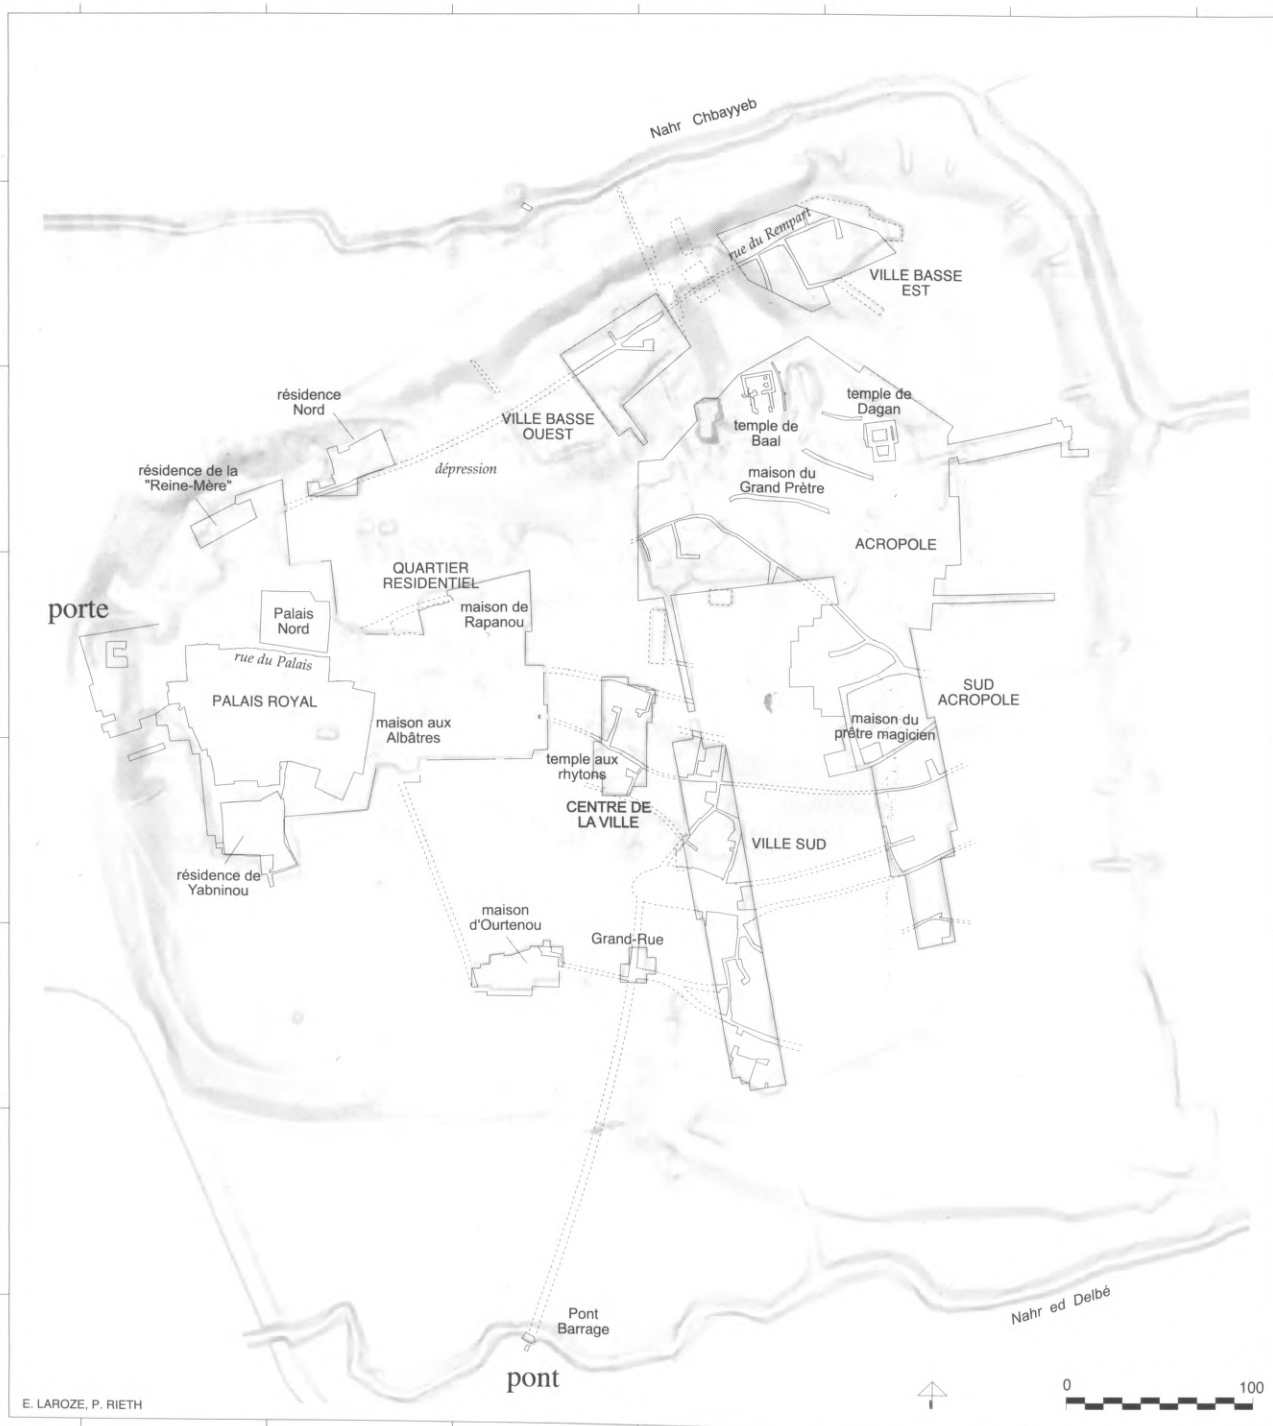 Nahr Chbayyeb
rue du Rempart
VILLE BASSE
EST
résidence
Nord
VILLE BASSE
OUEST
temple de
Baal
temple de
Dagan
résidence de la
"Reine-Mère"
dépression
maison du
Grand Prètre
ACROPOLE
QUARTIER
RESIDENTIEL
porte
Palais
Nord
maison de
Rapanou
rue du Palais
PALAIS ROYAL
maison aux
Albâtres
SUD
ACROPOLE
maison du
prêtre magicien
temple aux
rhytons
CENTRE DE
LA VILLE
VILLE SUD
résidence de
Yabninou
maison
d'Ourtenou
Grand-Rue
Pont
Barrage
pont
Nahr ed Delbé
0 100
E. LAROZE, P. RIETH